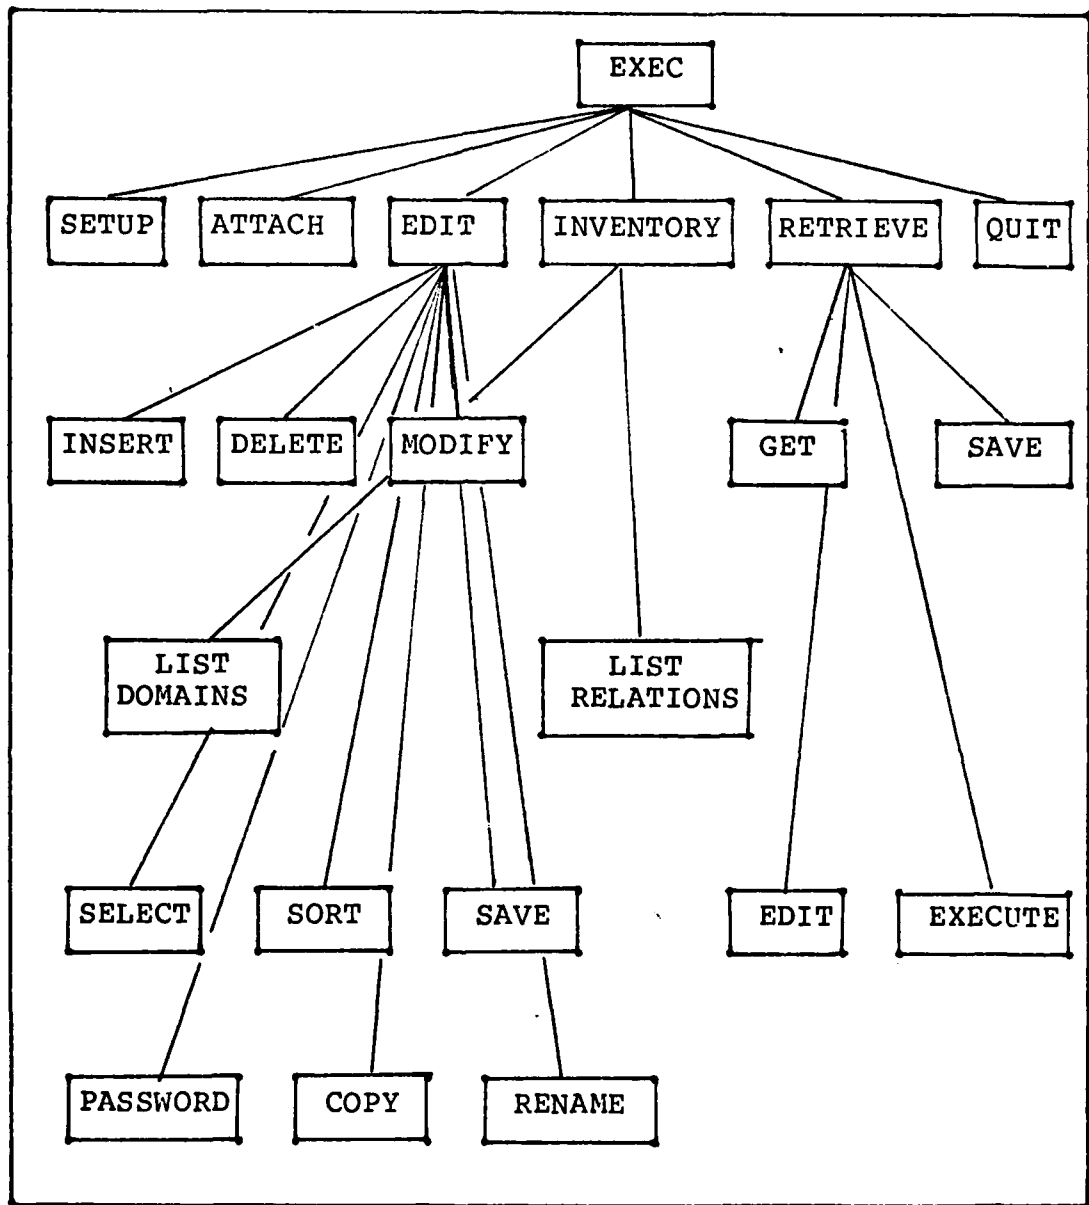 EXEC
SETUP
ATTACH
EDIT
INVENTORY
RETRIEVE
QUIT
INSERT
DELETE
MODIFY
GET
SAVE
LIST
DOMAINS
LIST
RELATIONS
SELECT
SORT
SAVE
EDIT
EXECUTE
PASSWORD
COPY
RENAME